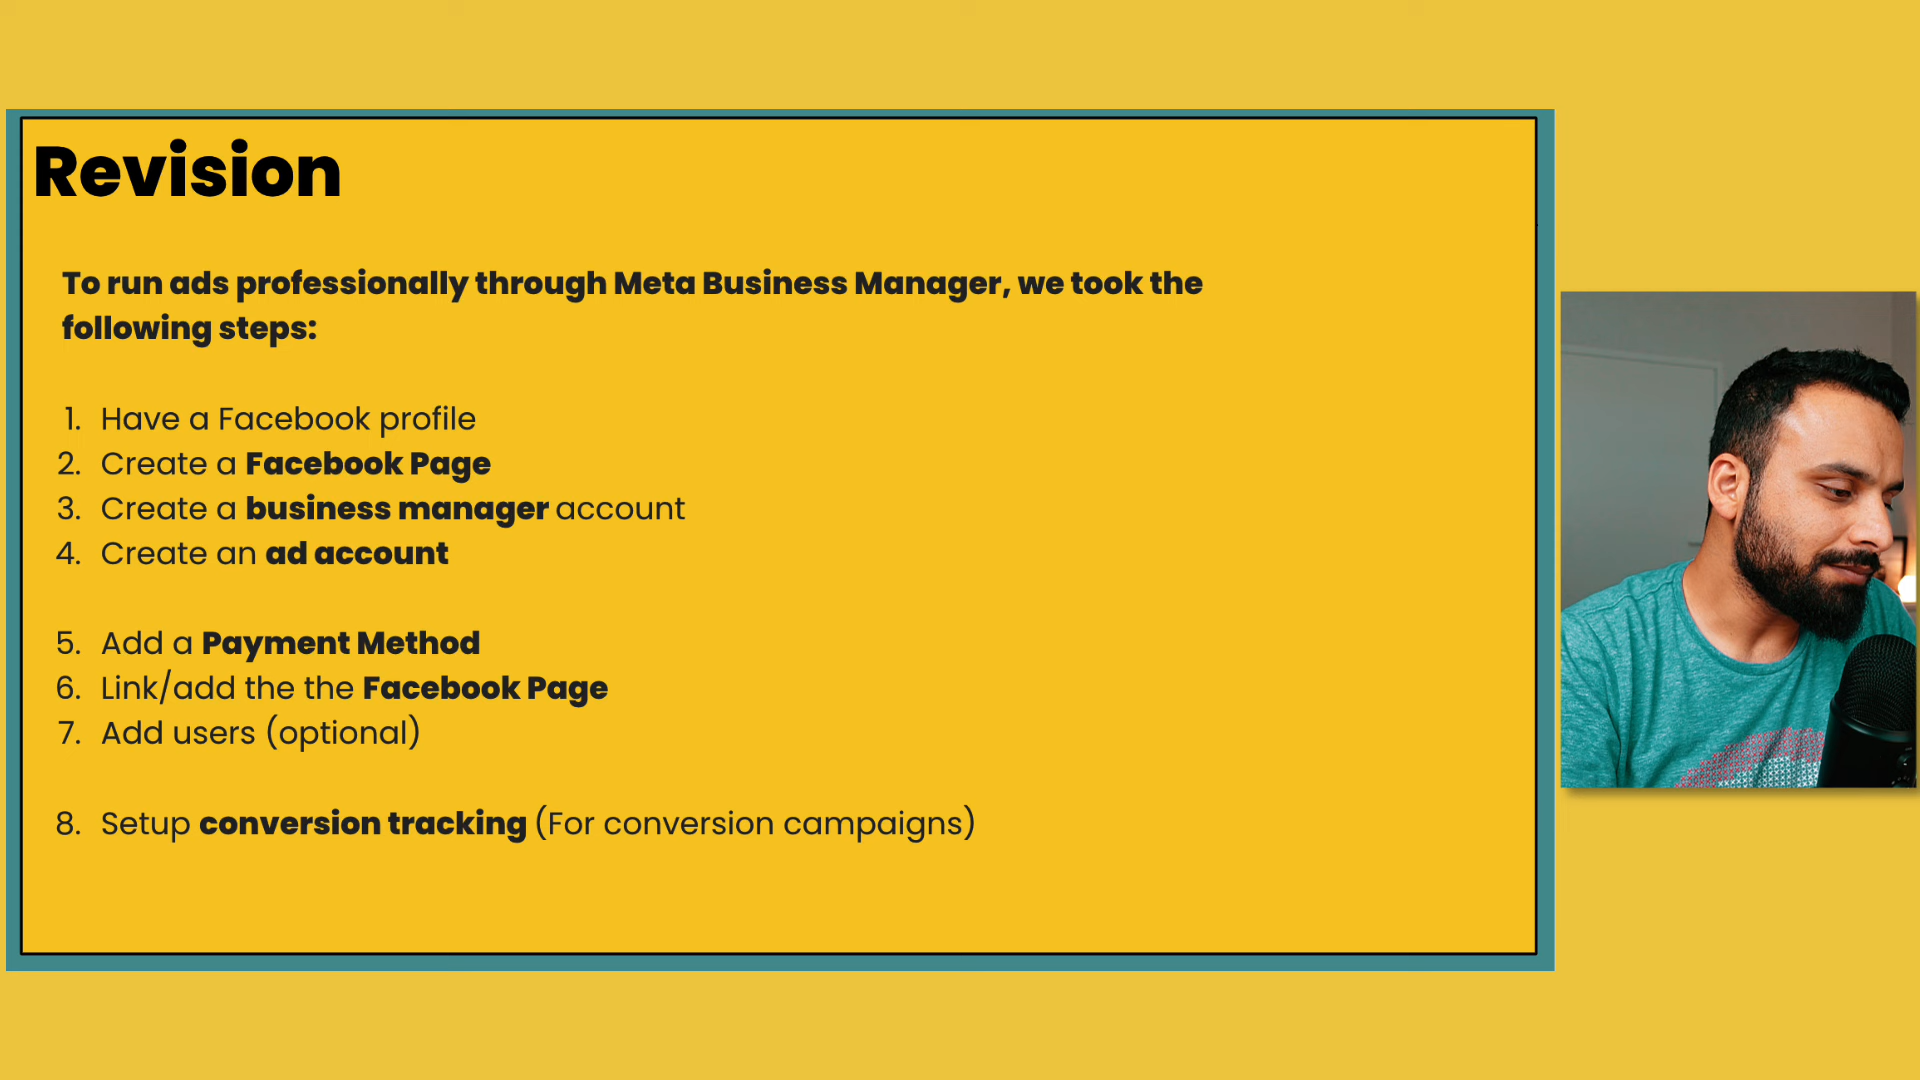 Revision
To run ads professionally through Meta Business Manager, we took the
following steps:
1. Have a Facebook profile
2. Create a Facebook Page
3. Create a business manager account
4. Create an ad account
5. Add a Payment Method
6. Link/add the the Facebook Page
7. Add users (optional)
8. Setup conversion tracking (For conversion campaigns)